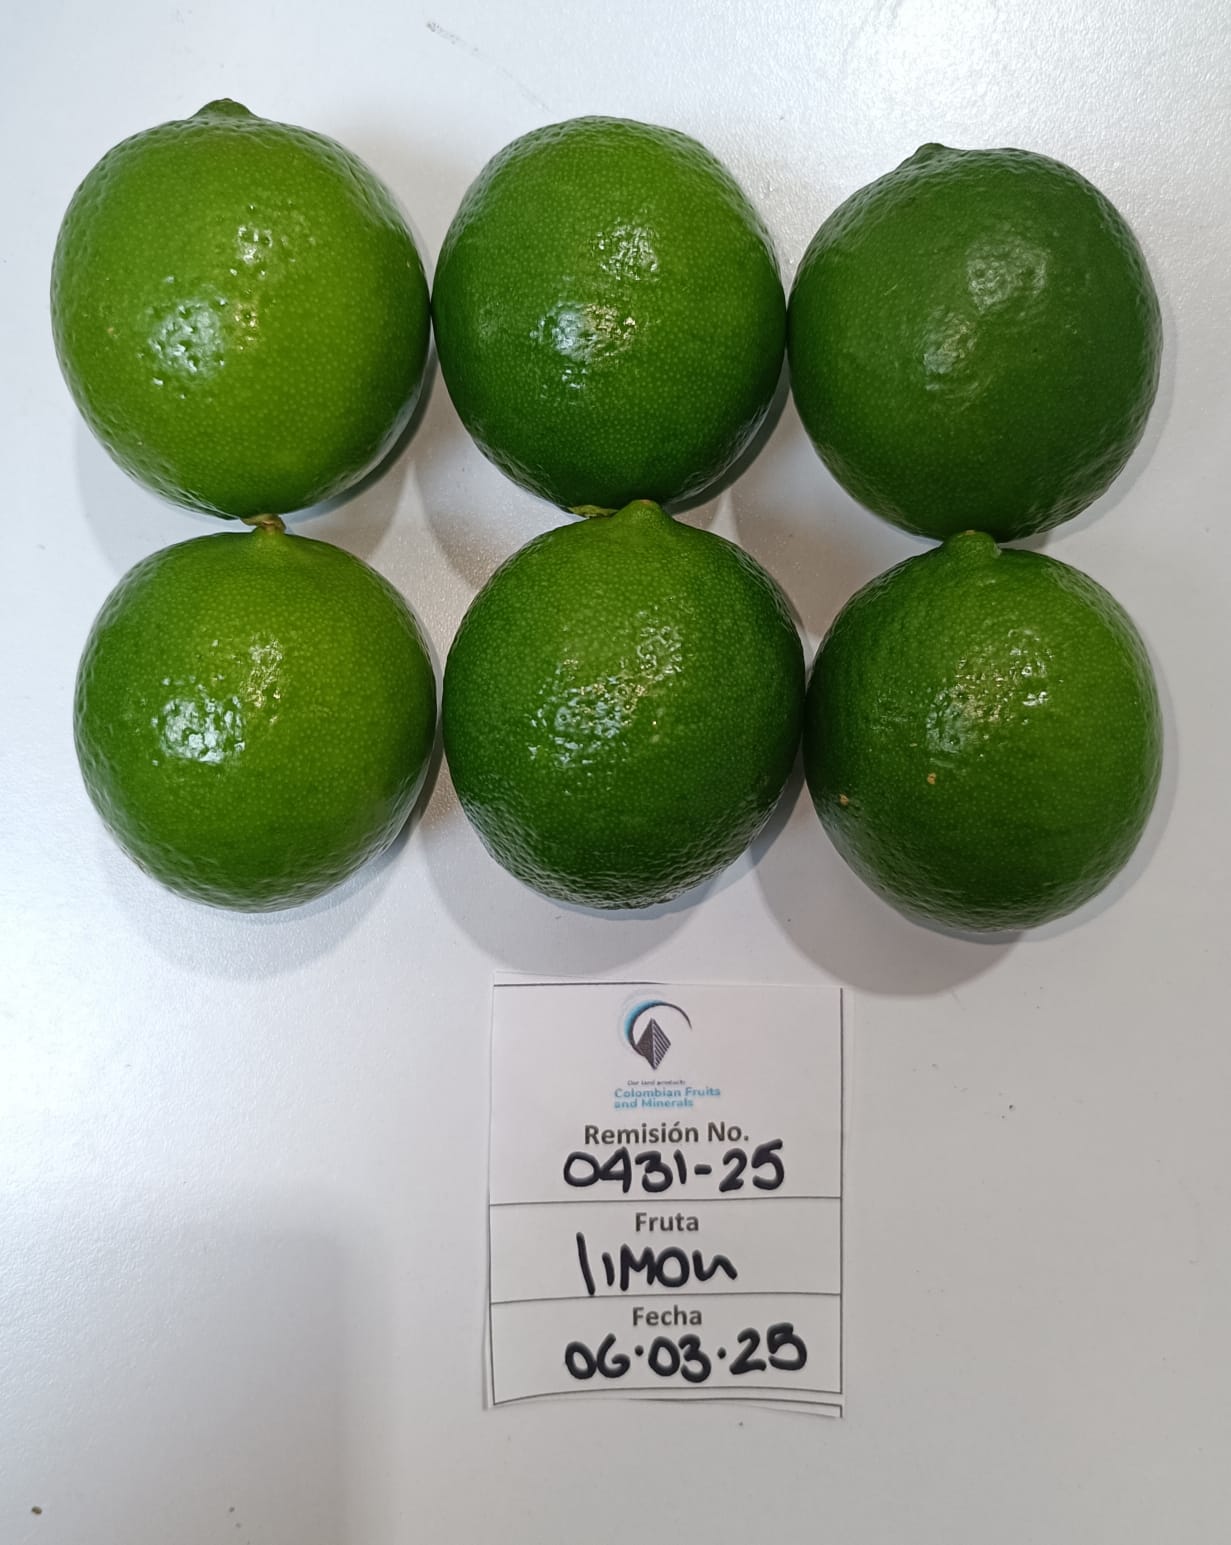 Our land products
Colombian Fruits
and Minerals
Remisión No.
0431-25
Fruta
limon
Fecha
06.03.25